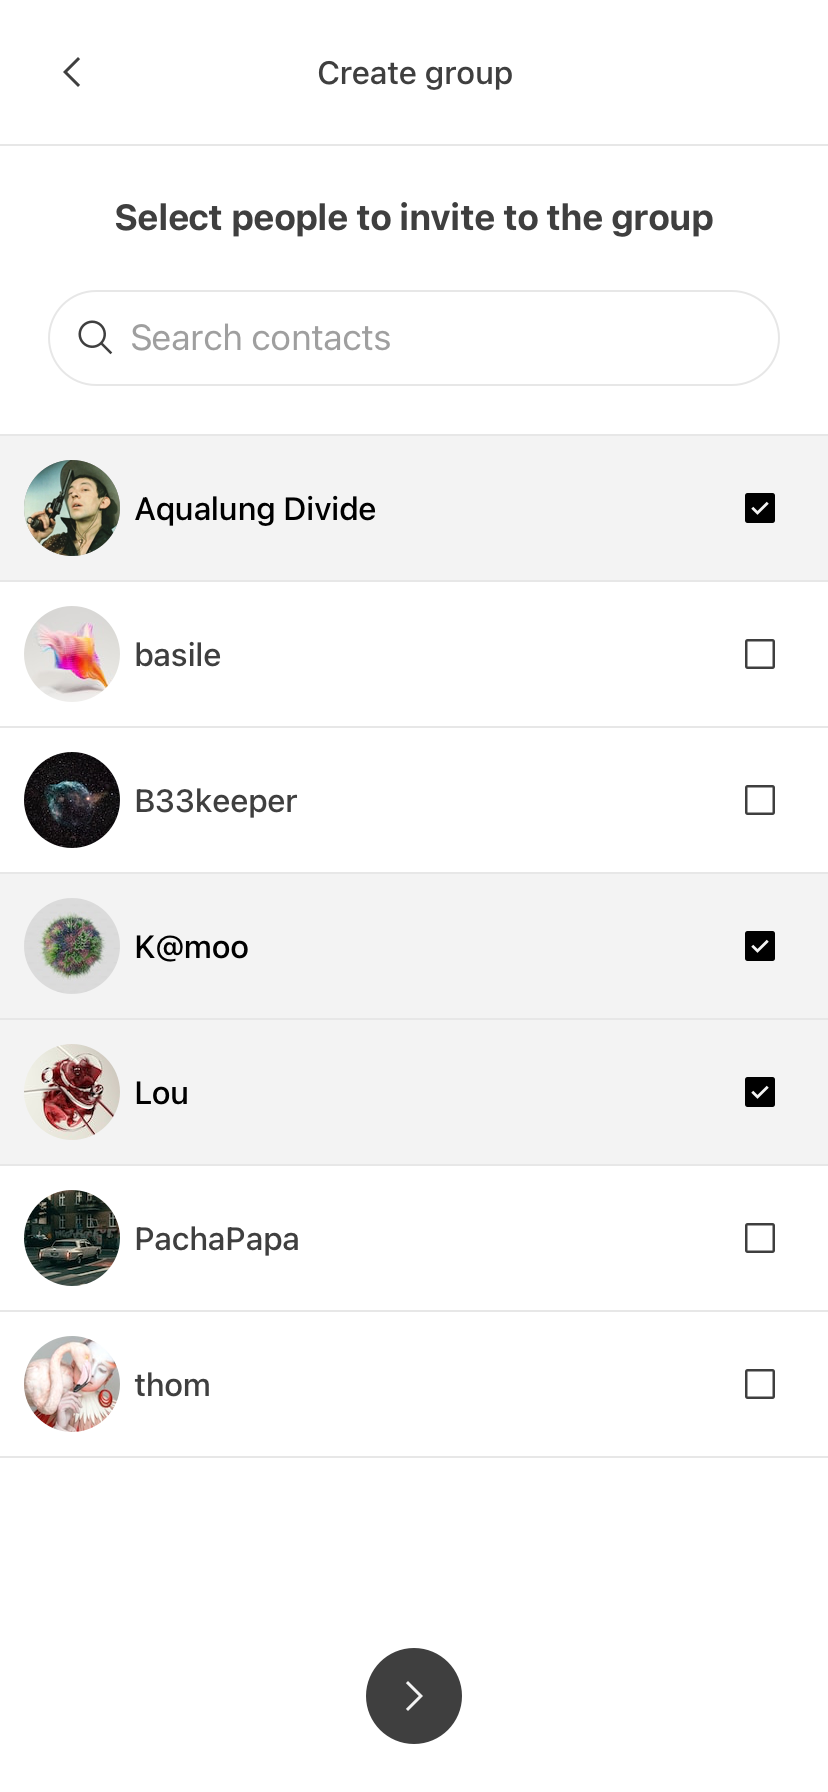 Create group
Select people to invite to the group
Search contacts
Aqualung Divide
basile
B33keeper
K@moo
Lou
PachaPapa
thom